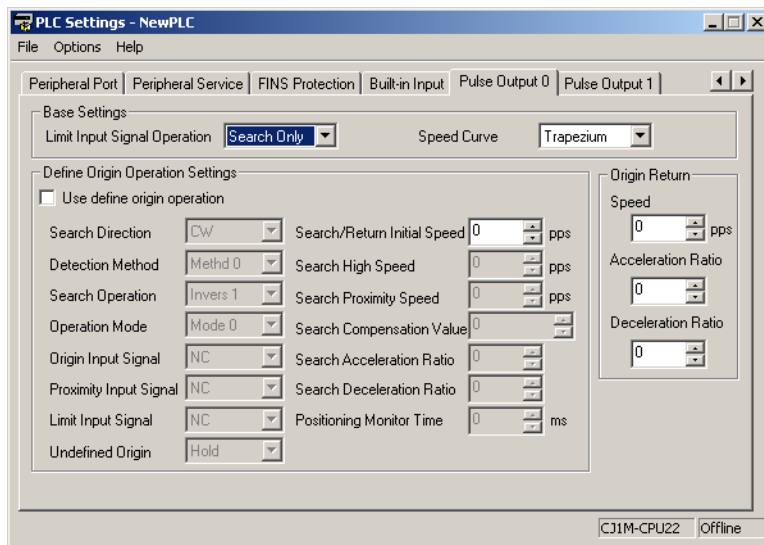 PLC Settings - NewPLC
File Options Help
Peripheral Port Peripheral Service FINS Protection Built-in Input Pulse Output 0 Pulse Output 1
Base Settings
Limit Input Signal Operation Search Only Speed Curve Trapezium
Define Origin Operation Settings
Use define origin operation
Search Direction CW Search/Return Initial Speed 0 pps
Detection Method Methd 0 Search High Speed 0 pps
Search Operation Invers 1 Search Proximity Speed 0 pps
Operation Mode Mode 0 Search Compensation Value 0
Origin Input Signal NC Search Acceleration Ratio 0
Proximity Input Signal NC Search Deceleration Ratio 0
Limit Input Signal NC Positioning Monitor Time 0 ms
Undefined Origin Hold
Origin Return
Speed
0 pps
Acceleration Ratio
0
Deceleration Ratio
0
CJ1M-CPU22 Offline